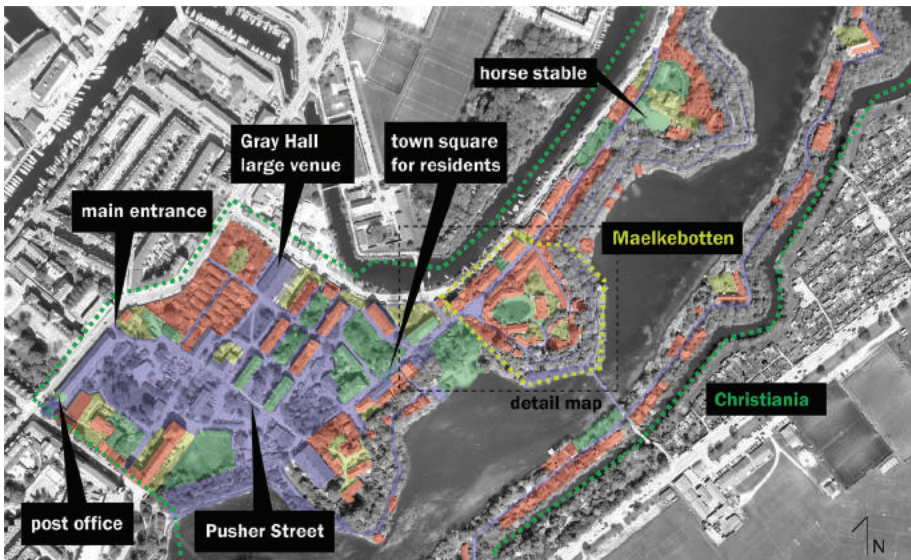 horse stable
Gray Hall
large venue
town square
for residents
main entrance
Maelkebotten
detail map
Christiania
post office
Pusher Street
N